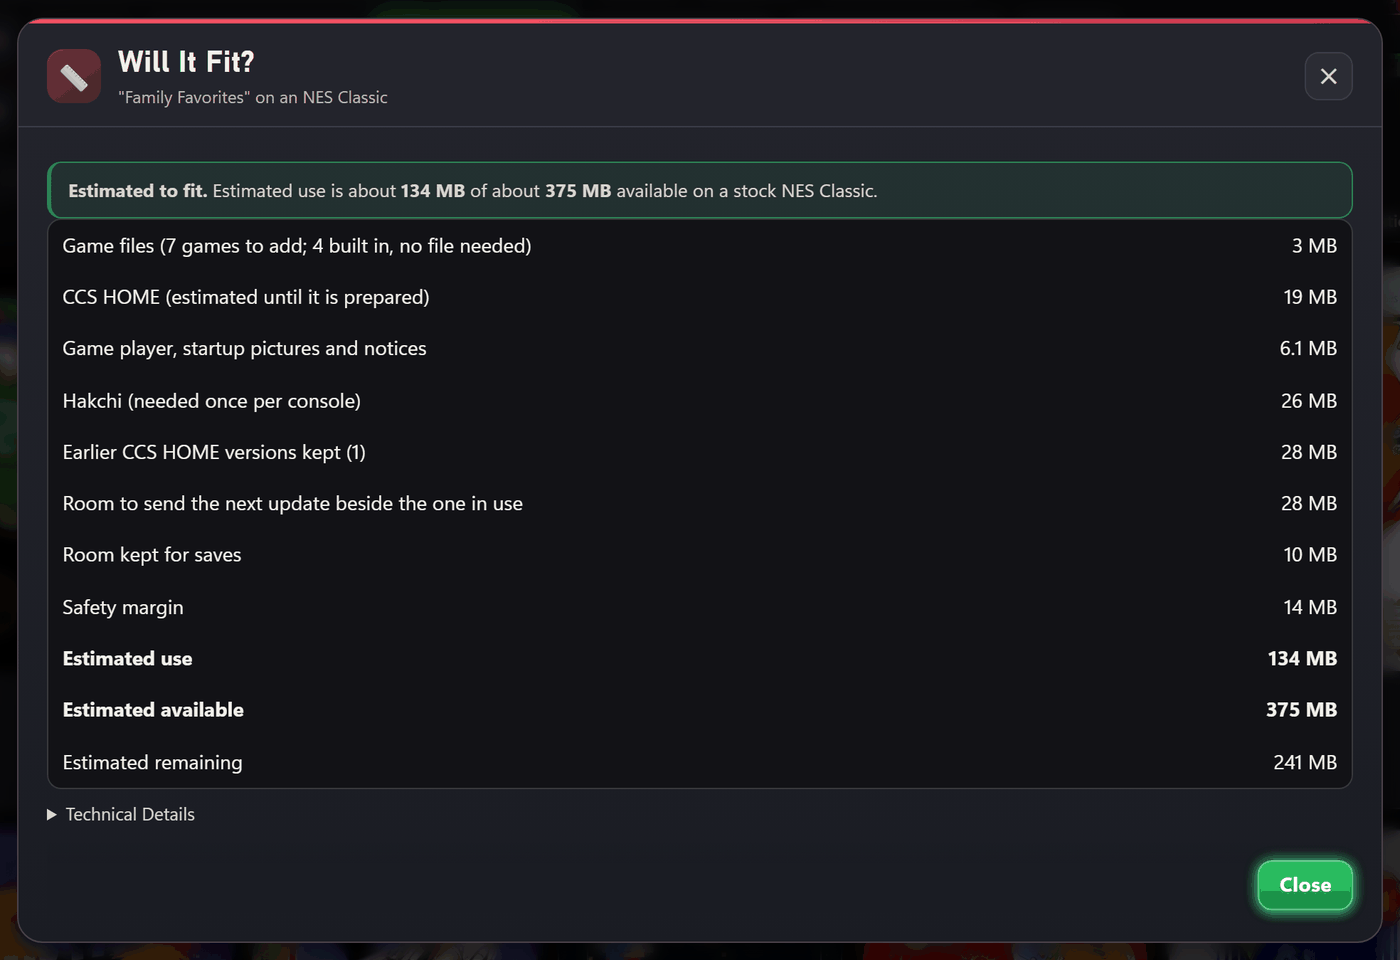 Will It Fit?
"Family Favorites" on an NES Classic
Estimated to fit. Estimated use is about 134 MB of about 375 MB available on a stock NES Classic.
Game files (7 games to add; 4 built in, no file needed) 3 MB
CCS HOME (estimated until it is prepared) 19 MB
Game player, startup pictures and notices 6.1 MB
Hakchi (needed once per console) 26 MB
Earlier CCS HOME versions kept (1) 28 MB
Room to send the next update beside the one in use 28 MB
Room kept for saves 10 MB
Safety margin 14 MB
Estimated use 134 MB
Estimated available 375 MB
Estimated remaining 241 MB
Technical Details
Close